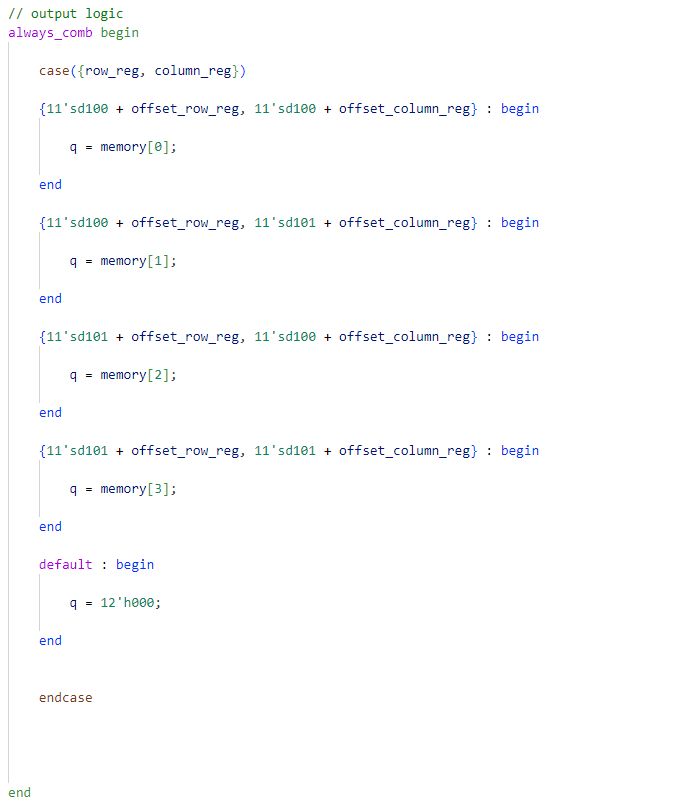 // output logic
always_comb begin
case({row_reg, column_reg})
{11'sd100 + offset_row_reg, 11'sd100 + offset_column_reg} : begin
q = memory[0];
end
{11'sd100 + offset_row_reg, 11'sd101 + offset_column_reg} : begin
q = memory[1];
end
{11'sd101 + offset_row_reg, 11'sd100 + offset_column_reg} : begin
q = memory[2];
end
{11'sd101 + offset_row_reg, 11'sd101 + offset_column_reg} : begin
q = memory[3];
end
default : begin
q = 12'h000;
end
endcase
end